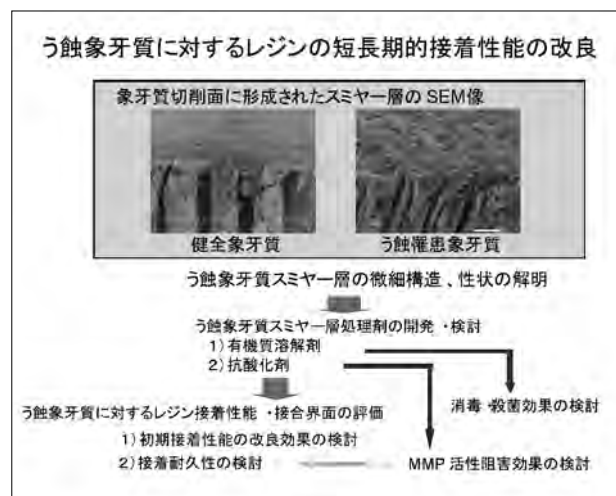 う蝕象牙質に対するレジンの短長期的接着性能の改良
象牙質切削面に形成されたスミヤー層の SEM像
健全象牙質
う蝕罹患象牙質
う蝕象牙質スミヤー層の微細構造、性状の解明
う蝕象牙質スミヤー層処理剤の開発・検討
1）有機質溶解剤
2）抗酸化剤
消毒・殺菌効果の検討
う蝕象牙質に対するレジン接着性能・接合界面の評価
1）初期接着性能の改良効果の検討
2）接着耐久性の検討
MMP 活性阻害効果の検討